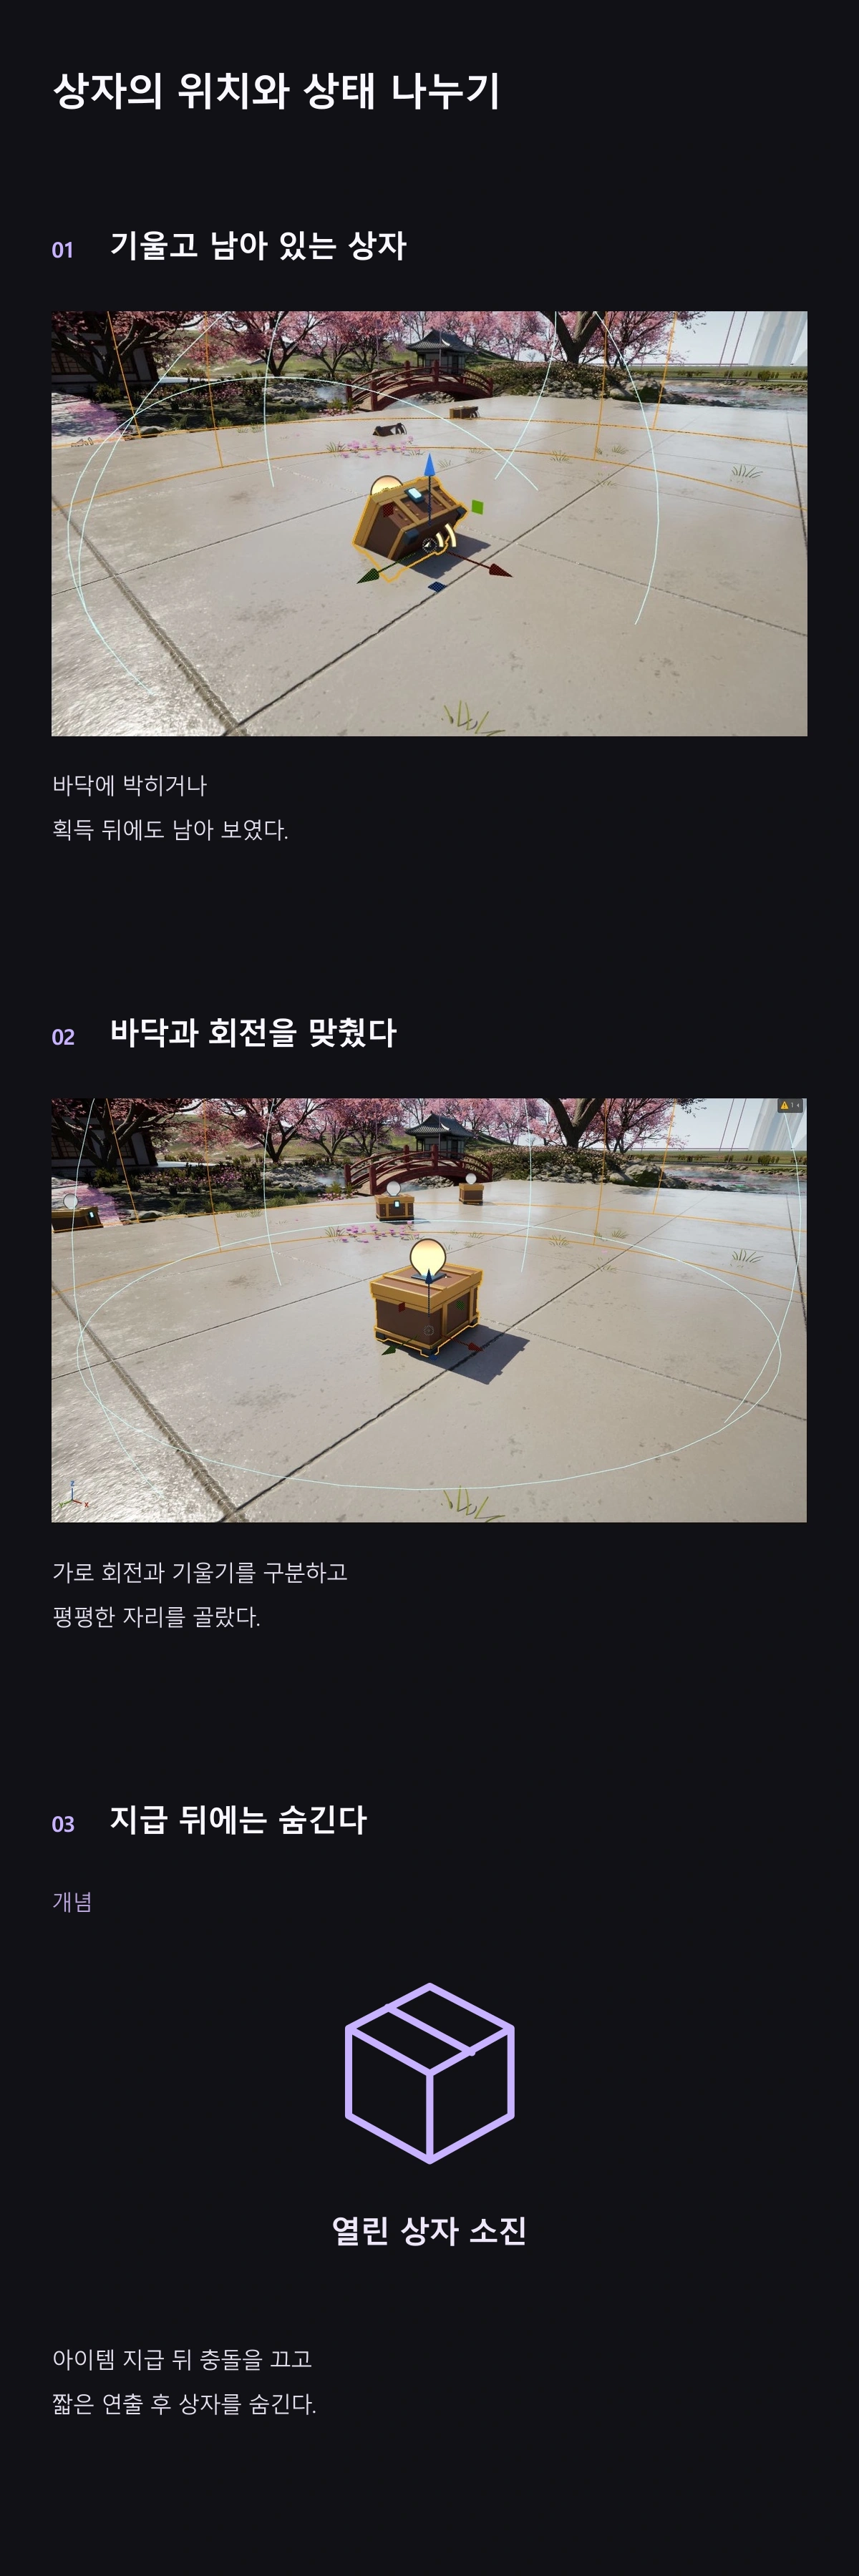 상자의 위치와 상태 나누기
01 기울고 남아 있는 상자
바닥에 박히거나
획득 뒤에도 남아 보였다.
02 바닥과 회전을 맞췄다
Z
X
가로 회전과 기울기를 구분하고
평평한 자리를 골랐다.
03 지급 뒤에는 숨긴다
개념
열린 상자 소진
아이템 지급 뒤 충돌을 끄고
짧은 연출 후 상자를 숨긴다.